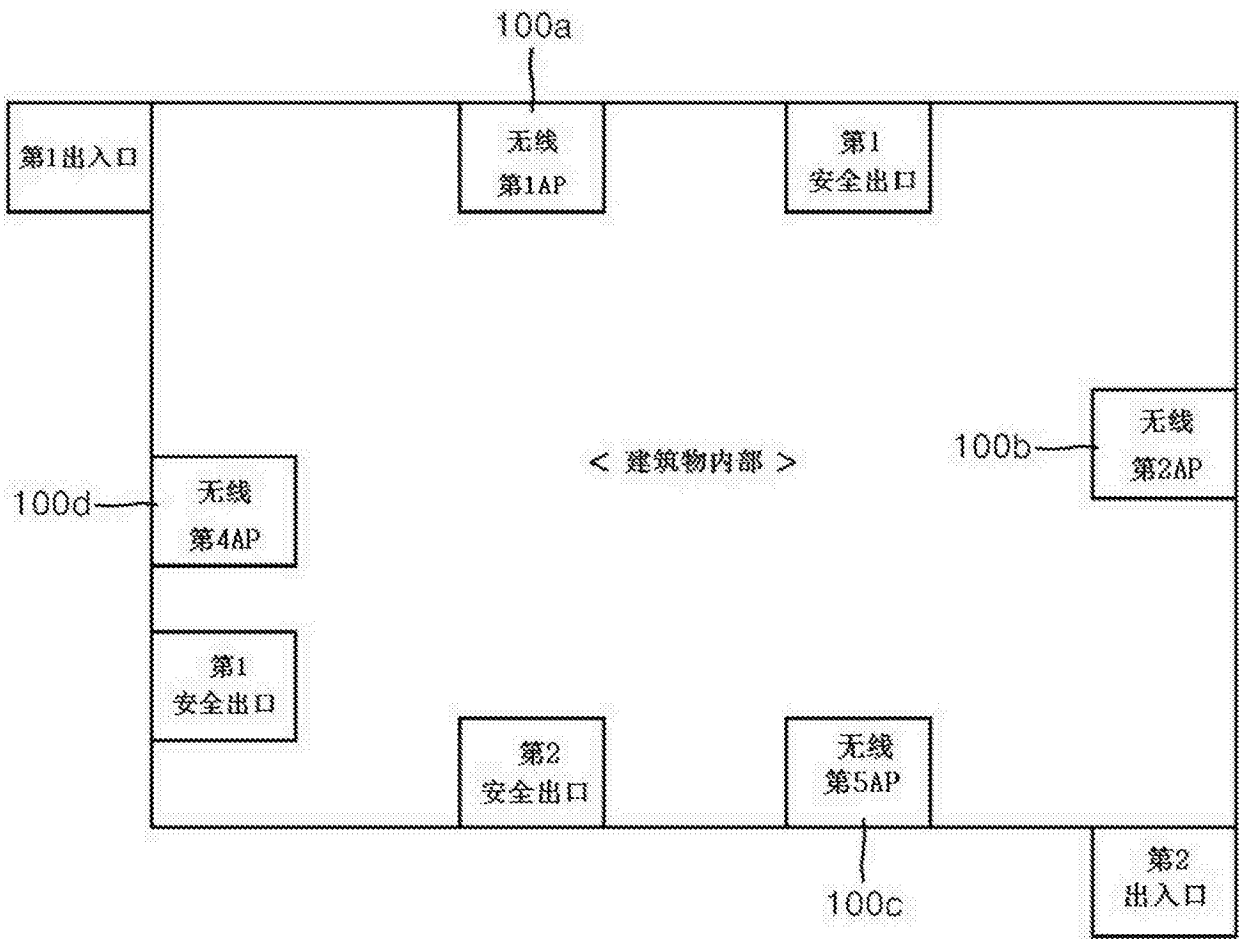 100a
第1出入口
无线
第1AP
第1
安全出口
无线
第2AP
100b
< 建筑物内部 >
100d
无线
第4AP
第1
安全出口
第2
安全出口
无线
第5AP
100c
第2
出入口